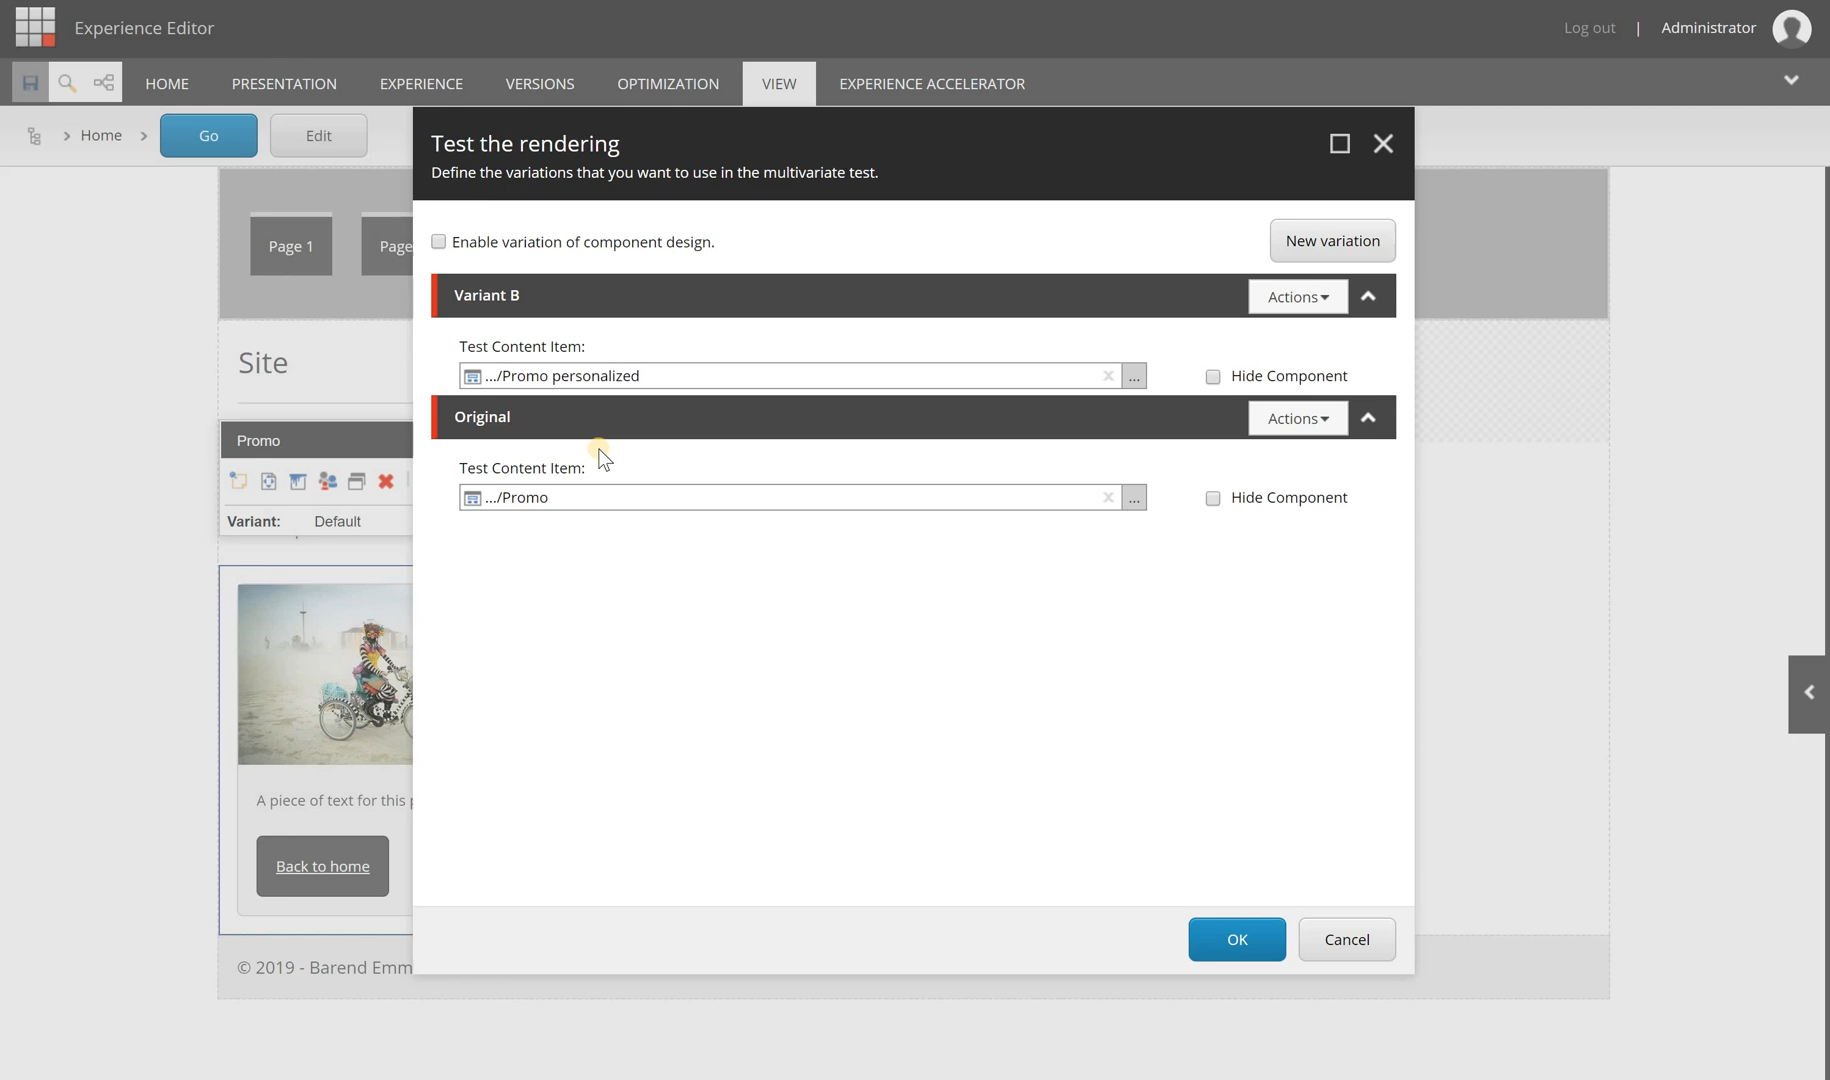 Experience Editor
Log out | Administrator
HOME PRESENTATION EXPERIENCE VERSIONS OPTIMIZATION VIEW EXPERIENCE ACCELERATOR
Home Go Edit
Test the rendering
Define the variations that you want to use in the multivariate test.
Enable variation of component design. New variation
Page 1 Page
Variant B Actions
Test Content Item:
.../Promo personalized ... Hide Component
Site
Original Actions
Promo
Test Content Item:
.../Promo ... Hide Component
Variant: Default
A piece of text for this
Back to home
OK Cancel
© 2019 - Barend Emm